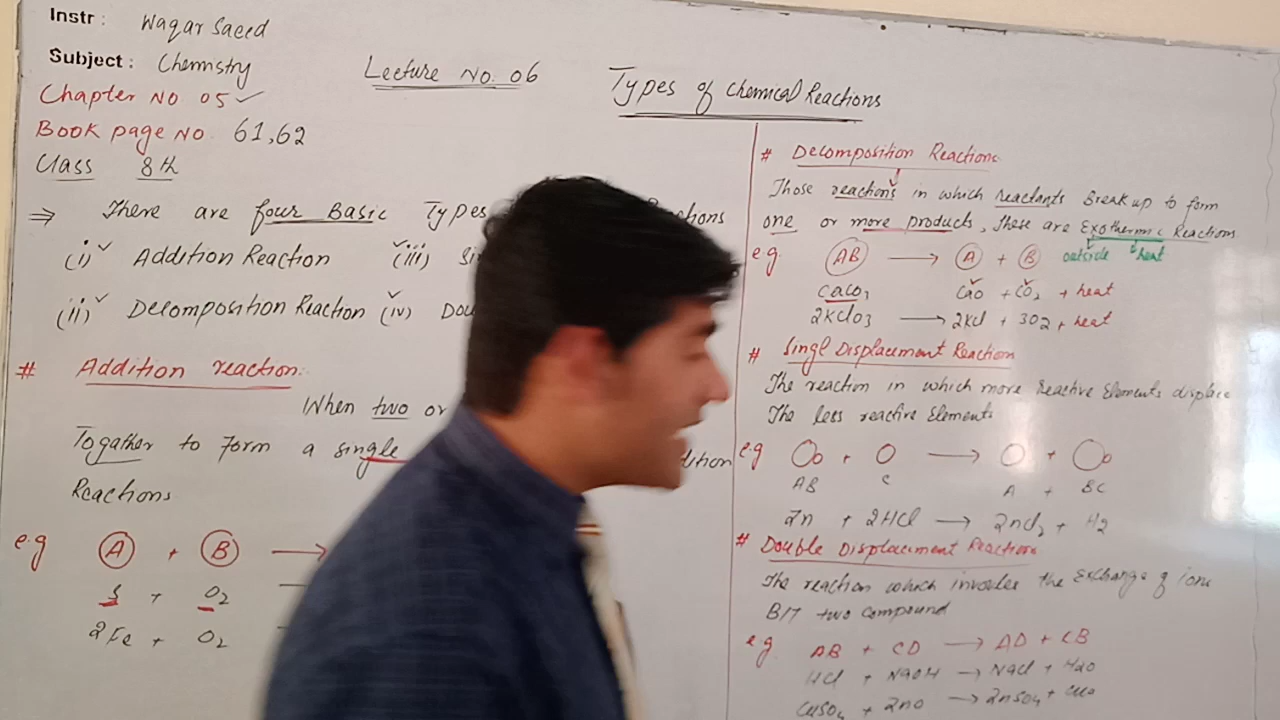 Instr: Waqar Saeed
Subject: Chemstry
Chapter No 05
Book page No. 61,62
Class 8th
Lecture No. 06
Types of Chemical Reactions
⇒ There are four Basic Types
(i) Addition Reaction (iii)
(ii) Decomposition Reaction (iv)
# Addition reaction:
When two or
Togather to form a single
Reactions
e.g A + B →
S + O2
2Fe + O2
# Decomposition Reactions
Those reactions in which reactants Break up to form
one or more products, These are Exothermic Reactions
outside heat
e.g. AB → A + B
CaCO3 CaO + CO2 + heat
2KClO3 → 2KCl + 3O2 + heat
# Singl Displacement Reaction
The reaction in which more Reactive Elements displace
The less reactive Elements
e.g + → +
AB C A + BC
Zn + 2HCl → ZnCl2 + H2
# Double Displacement Reactions
The reaction which involves the Exchange of ions
B/T two compound
e.g AB + CD → AD + CB
HCl + NaOH → NaCl + H2O
CuSO4 + ZnO → ZnSO4 + CuO